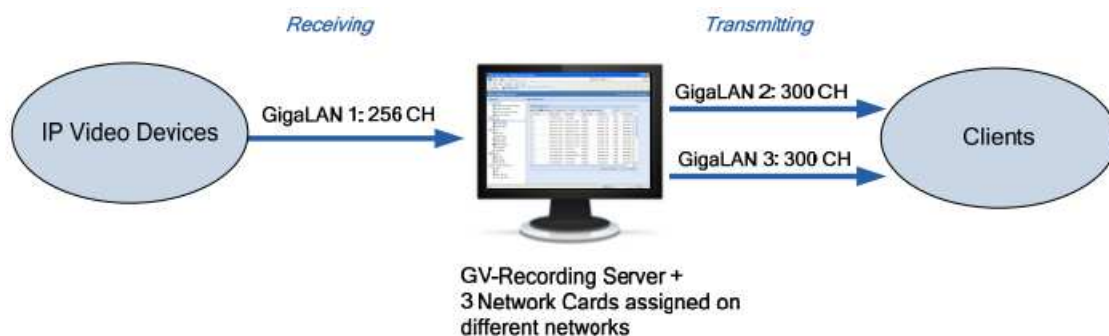 Receiving
Transmitting
IP Video Devices
GigaLAN 1: 256 CH
GigaLAN 2: 300 CH
GigaLAN 3: 300 CH
Clients
GV-Recording Server +
3 Network Cards assigned on
different networks